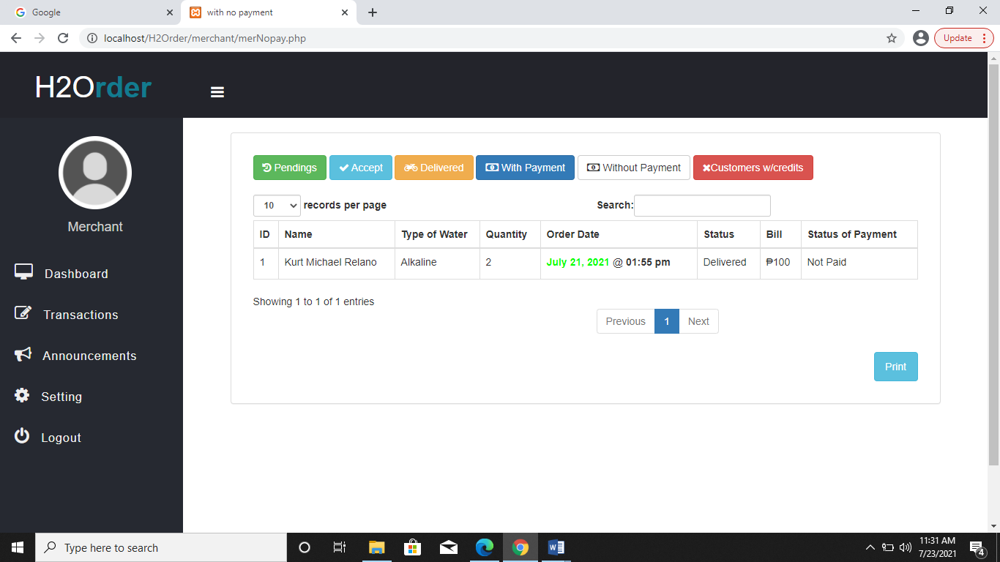 Google
with no payment
localhost/H2Order/merchant/merNopay.php
Update
H2Order
Merchant
Dashboard
Transactions
Announcements
Setting
Logout
Pendings Accept Delivered With Payment Without Payment Customers w/credits
10 records per page Search:
ID Name Type of Water Quantity Order Date Status Bill Status of Payment
1 Kurt Michael Relano Alkaline 2 July 21, 2021 @ 01:55 pm Delivered ₱100 Not Paid
Showing 1 to 1 of 1 entries
Previous 1 Next
Print
Type here to search
11:31 AM
7/23/2021
4